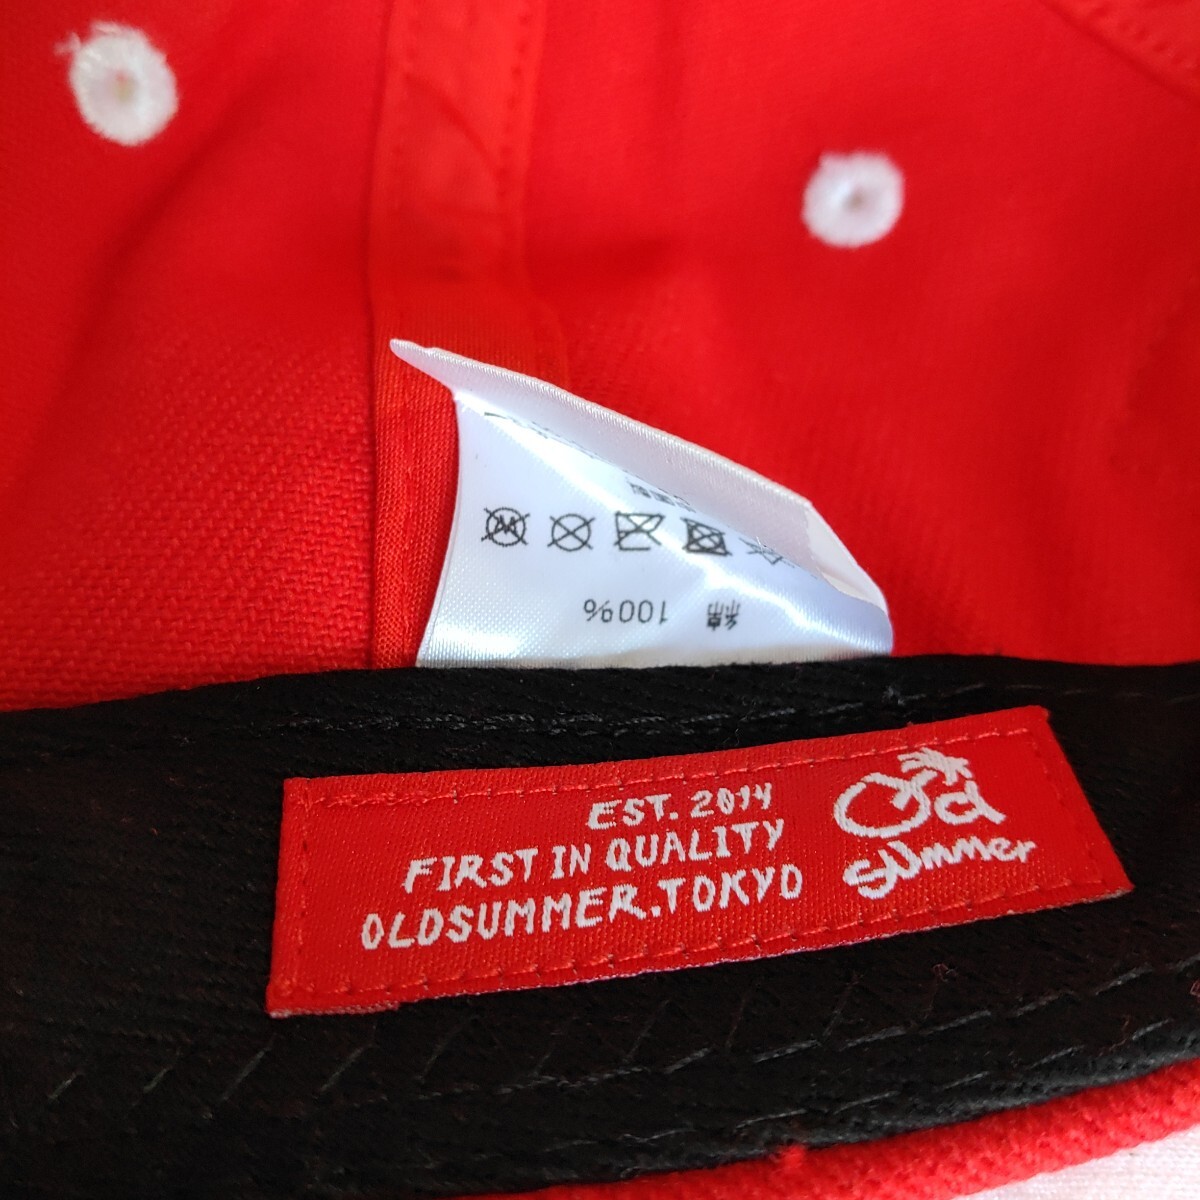 綿 100%
EST. 2014
FIRST IN QUALITY
OLDSUMMER.TOKYO
Old
summer